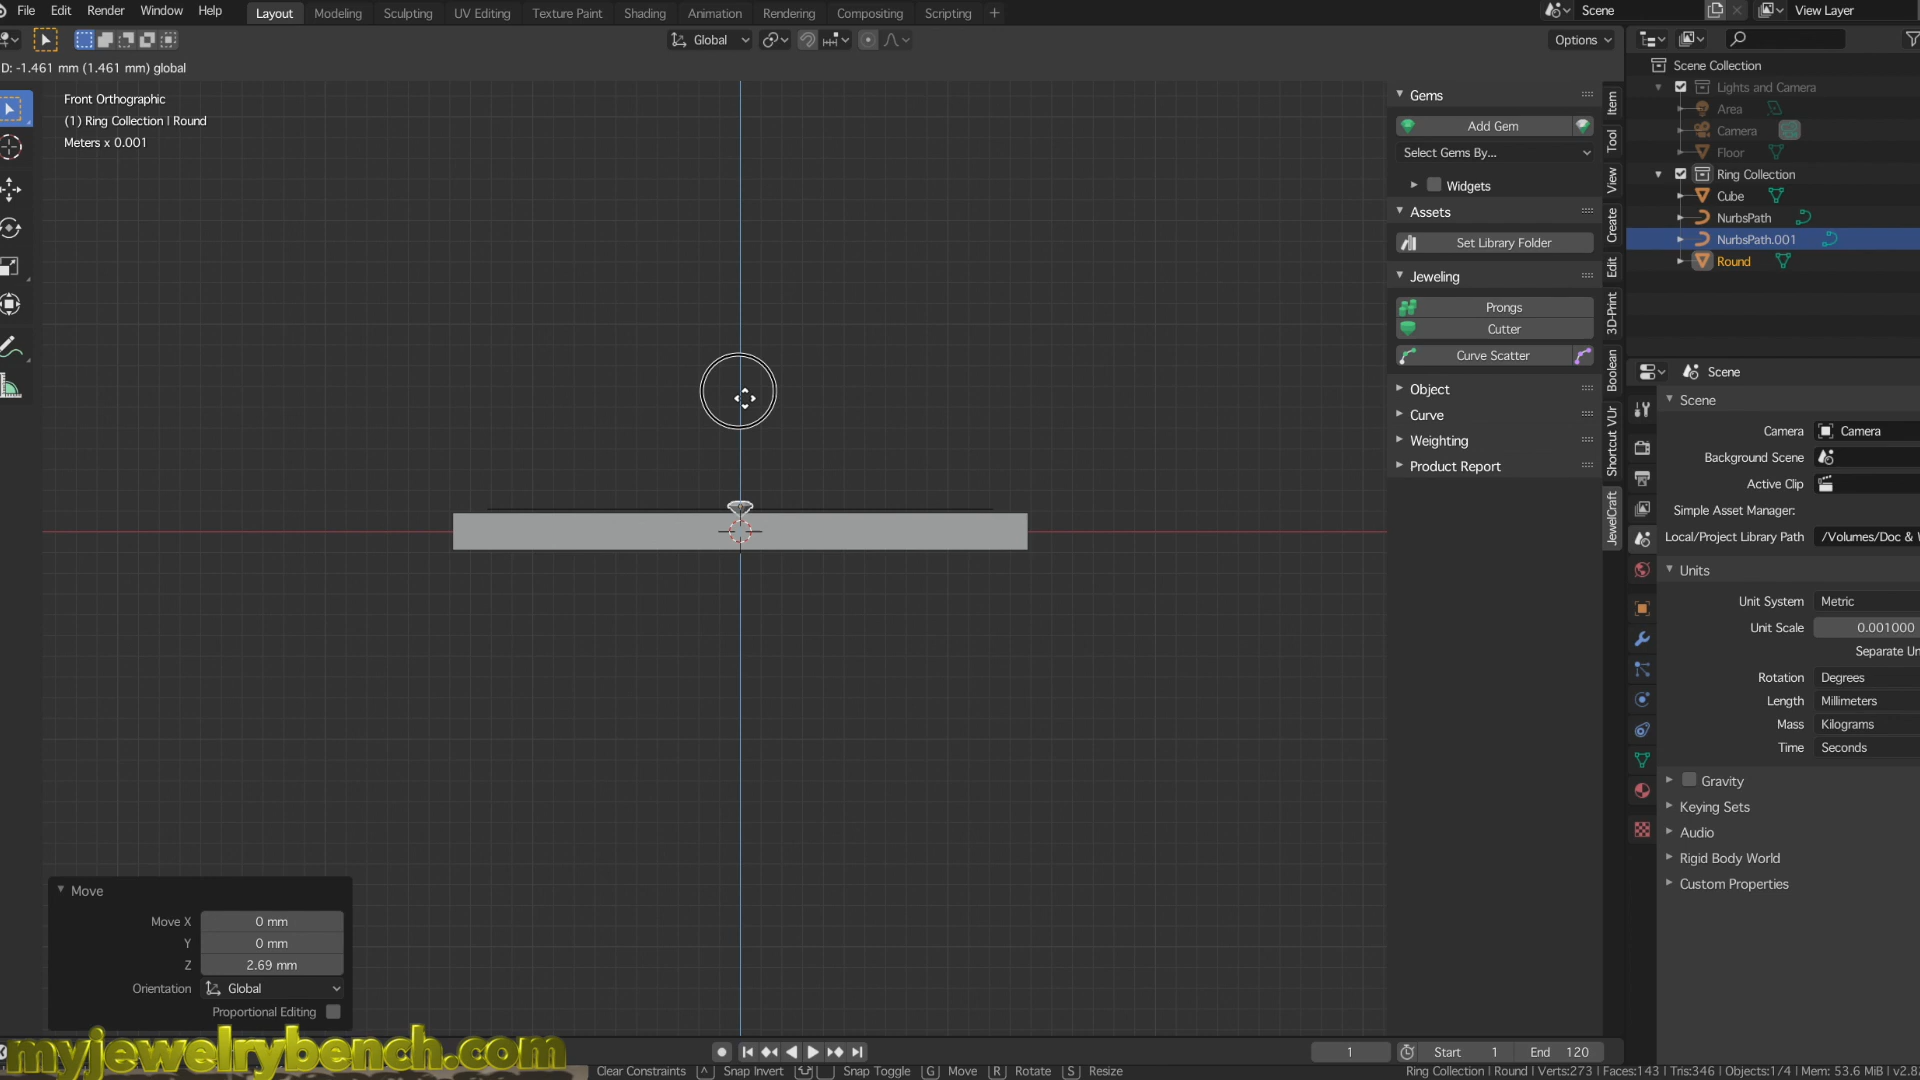 File Edit Render Window Help Layout Modeling Sculpting UV Editing Texture Paint Shading Animation Rendering Compositing Scripting + Scene View Layer
Global Options
D: -1.461 mm (1.461 mm) global
Front Orthographic
(1) Ring Collection | Round
Meters x 0.001
Gems
Add Gem
Select Gems By...
Widgets
Assets
Set Library Folder
Jeweling
Prongs
Cutter
Curve Scatter
Object
Curve
Weighting
Product Report
Item
Tool
View
Create
Edit
3D-Print
Boolean
Shortcut VUr
JewelCraft
Scene Collection
Lights and Camera
Area
Camera
Floor
Ring Collection
Cube
NurbsPath
NurbsPath.001
Round
Scene
Scene
Camera Camera
Background Scene
Active Clip
Simple Asset Manager:
Local/Project Library Path /Volumes/Doc &
Units
Unit System Metric
Unit Scale 0.001000
Separate Un
Rotation Degrees
Length Millimeters
Mass Kilograms
Time Seconds
Gravity
Keying Sets
Audio
Rigid Body World
Custom Properties
Move
Move X 0 mm
Y 0 mm
Z 2.69 mm
Orientation Global
Proportional Editing
myjewelrybench.com
1 Start 1 End 120
Clear Constraints ^ Snap Invert Snap Toggle G Move R Rotate S Resize
Ring Collection | Round | Verts:273 | Faces:143 | Tris:346 | Objects:1/4 | Mem: 53.6 MiB | v2.8